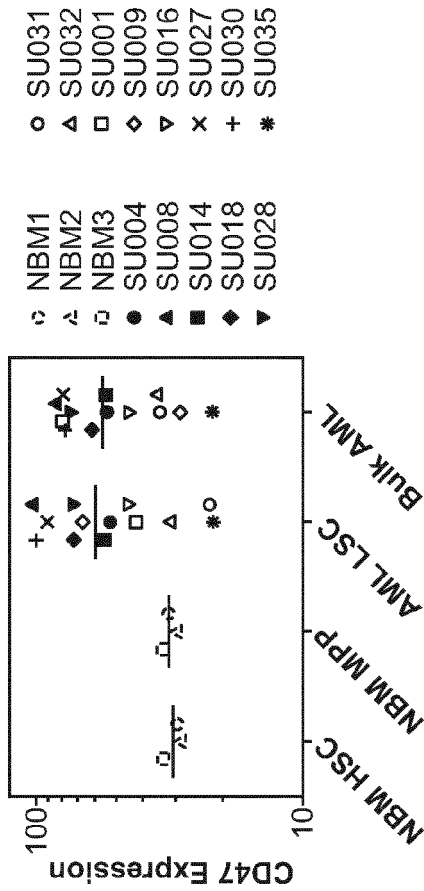 CD47 Expression
100
10
NBM HSC
NBM MPP
AML LSC
Bulk AML
NBM1
NBM2
NBM3
SU004
SU008
SU014
SU018
SU028
SU031
SU032
SU001
SU009
SU016
SU027
SU030
SU035